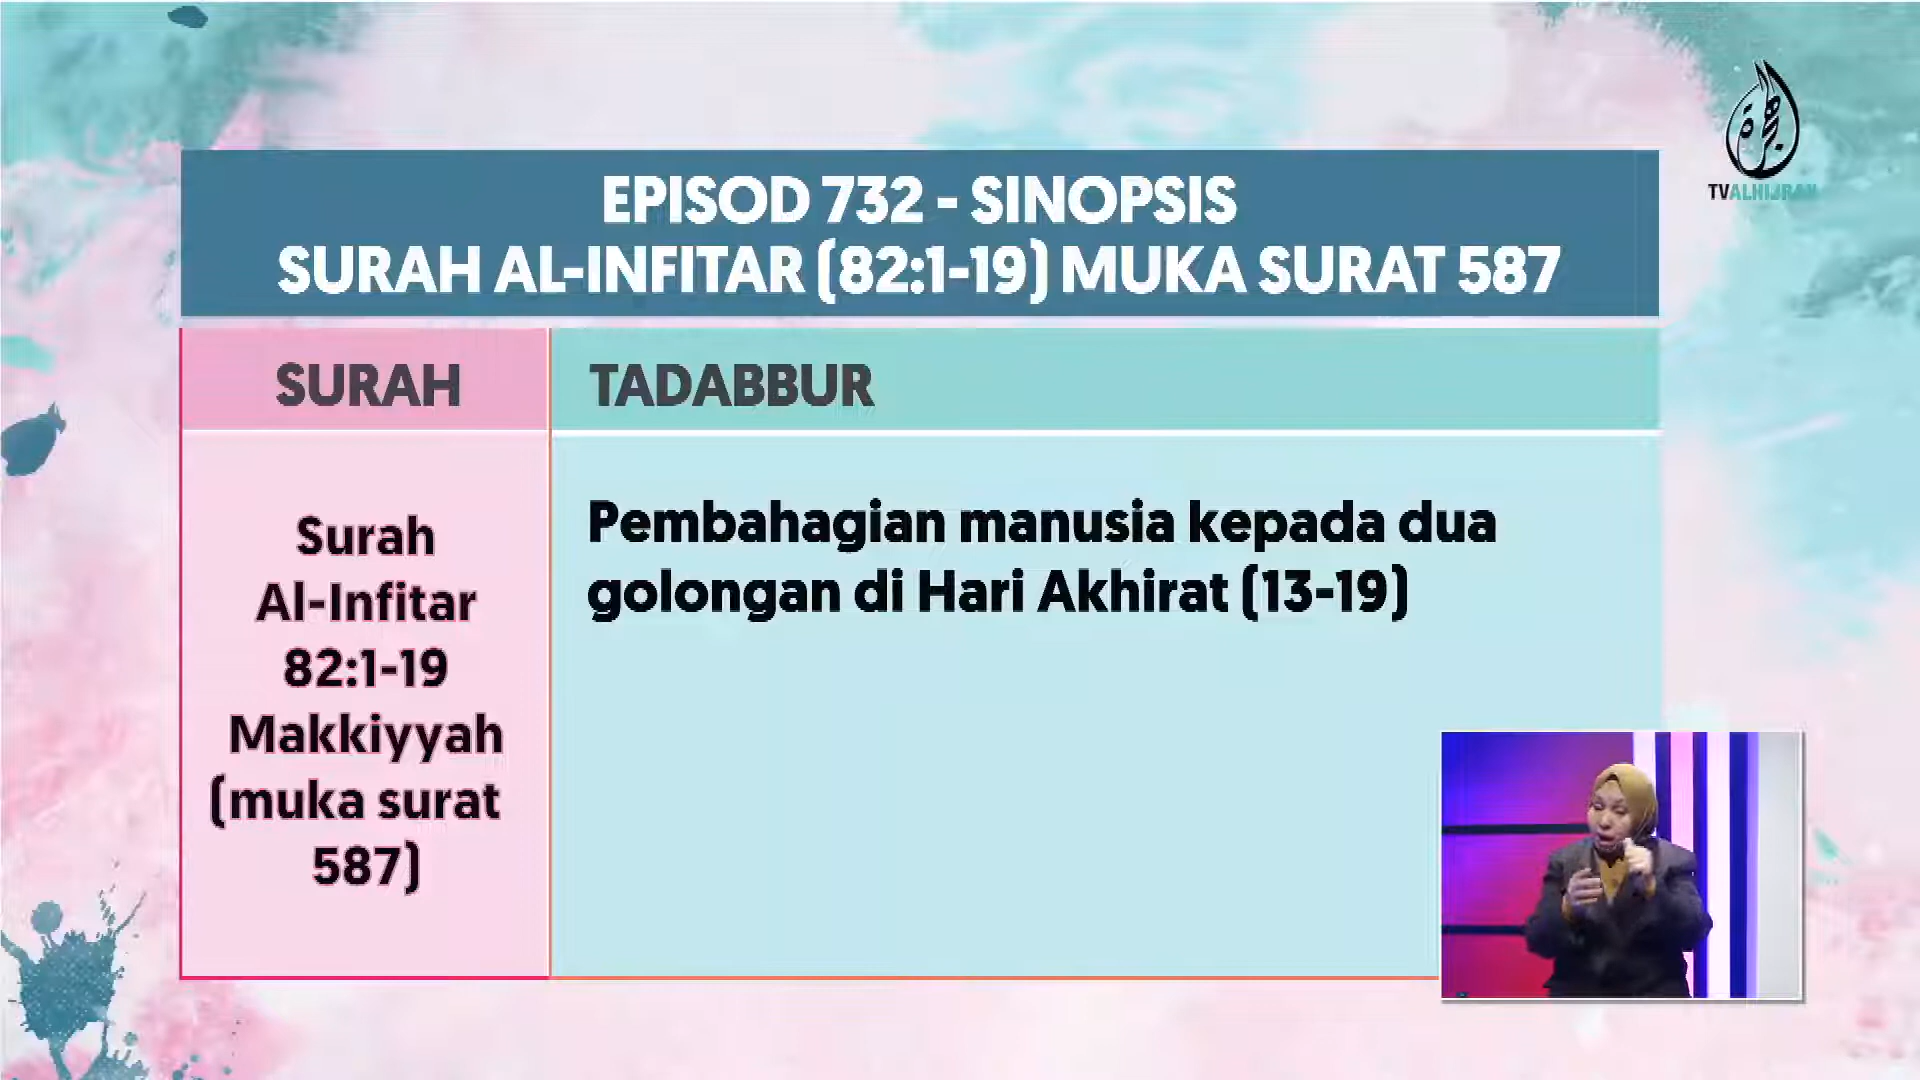 هجرة
TVALHIJRAH
EPISOD 732 - SINOPSIS
SURAH AL-INFITAR (82:1-19) MUKA SURAT 587
SURAH
TADABBUR
Surah
Al-Infitar
82:1-19
Makkiyyah
(muka surat
587)
Pembahagian manusia kepada dua
golongan di Hari Akhirat (13-19)